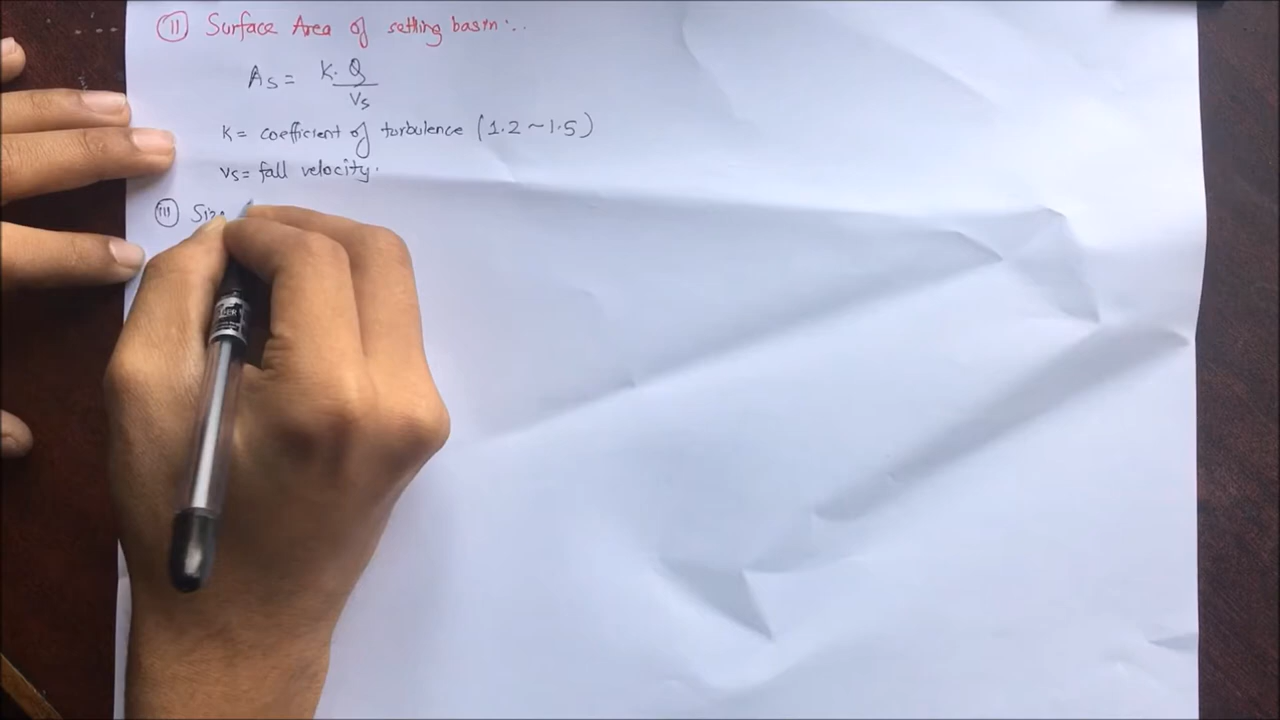 (II) Surface Area of settling basin:..
As = K. Q / Vs
K = coefficient of turbulence (1.2 ~ 1.5)
Vs = fall velocity.
(III) Size